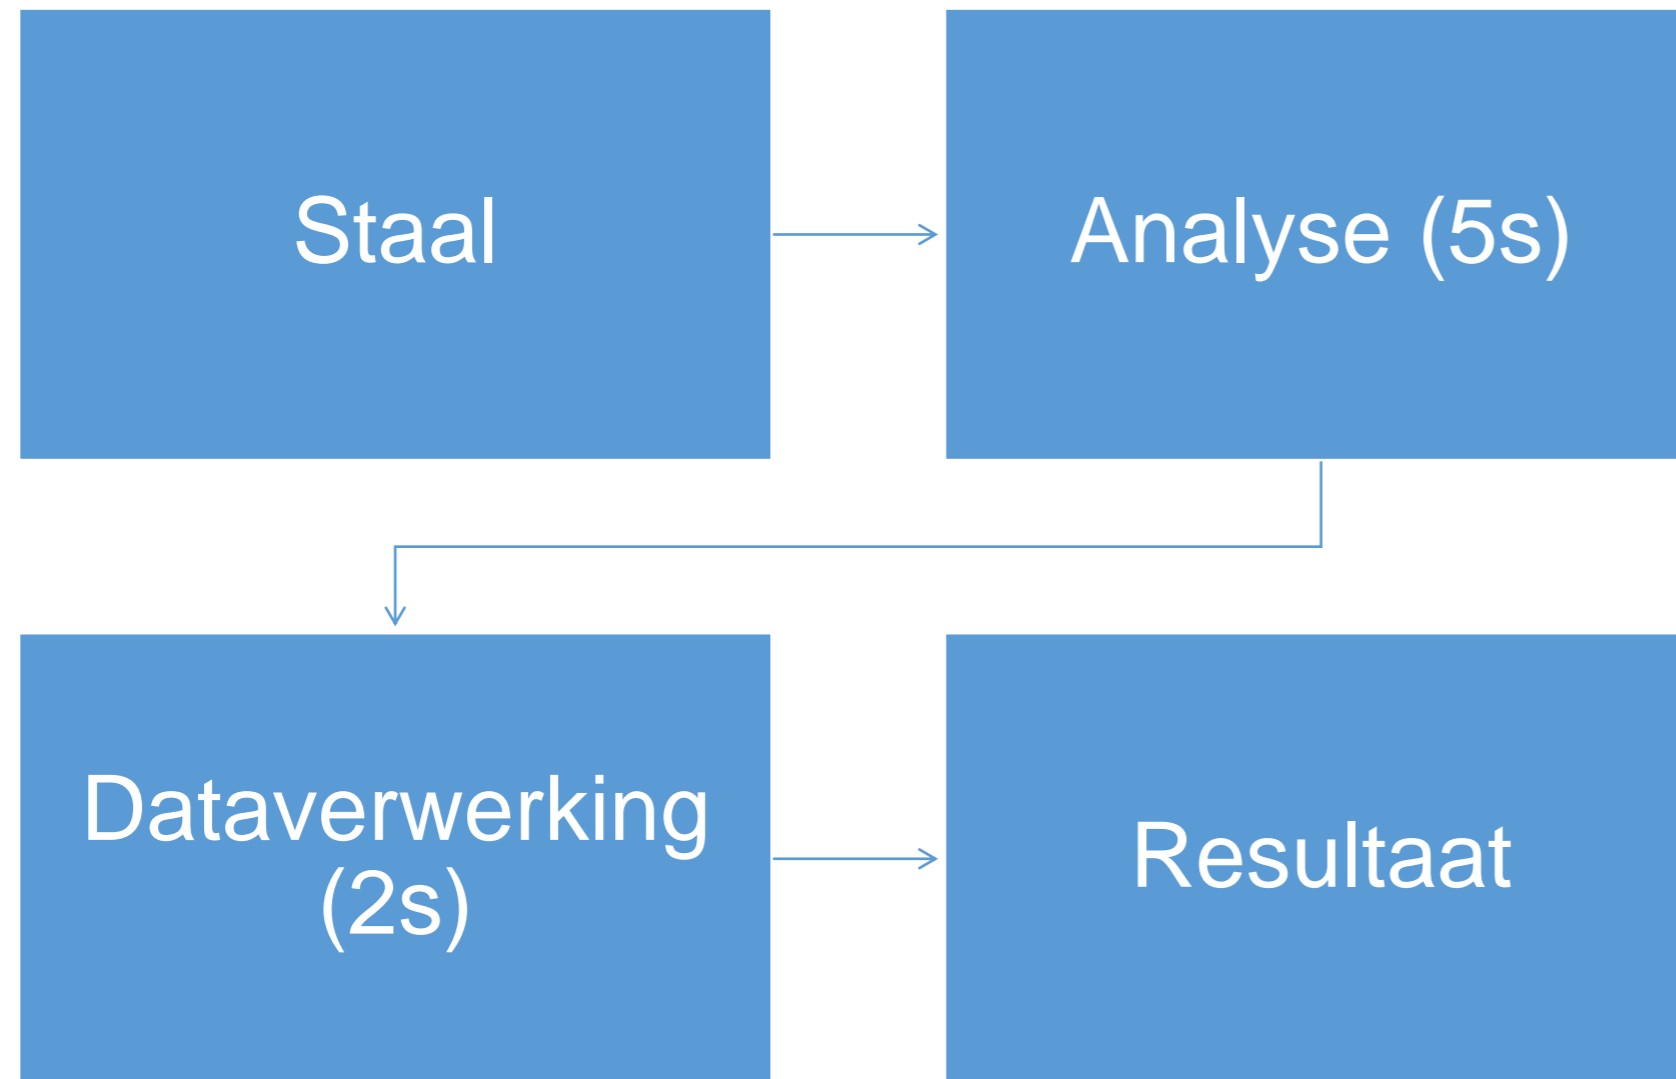 Staal
Analyse (5s)
Dataverwerking
(2s)
Resultaat